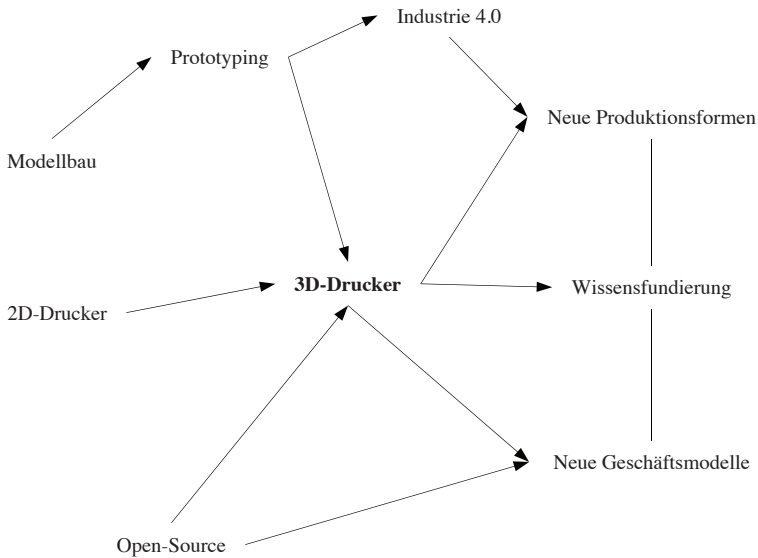 Industrie 4.0
Prototyping
Neue Produktionsformen
Modellbau
3D-Drucker
Wissensfundierung
2D-Drucker
Neue Geschäftsmodelle
Open-Source